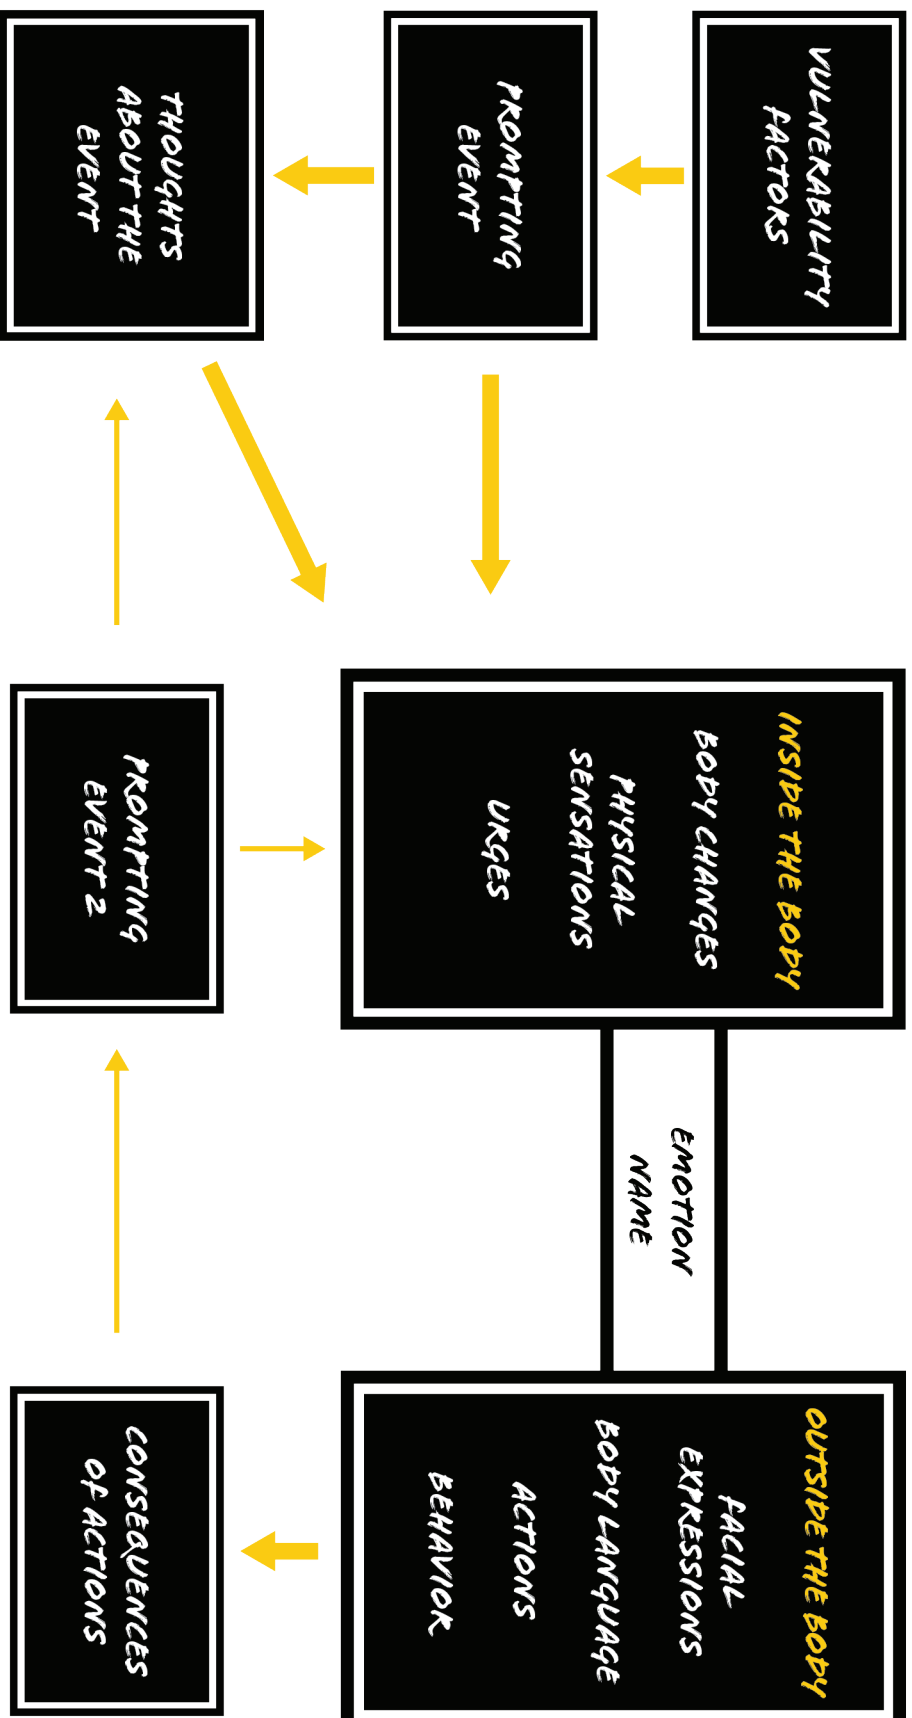 VULNERABILITY
FACTORS
PROMPTING
EVENT
THOUGHTS
ABOUT THE
EVENT
INSIDE THE BODY
BODY CHANGES
PHYSICAL
SENSATIONS
URGES
EMOTION
NAME
OUTSIDE THE BODY
FACIAL
EXPRESSIONS
BODY LANGUAGE
ACTIONS
BEHAVIOR
PROMPTING
EVENT 2
CONSEQUENCES
OF ACTIONS